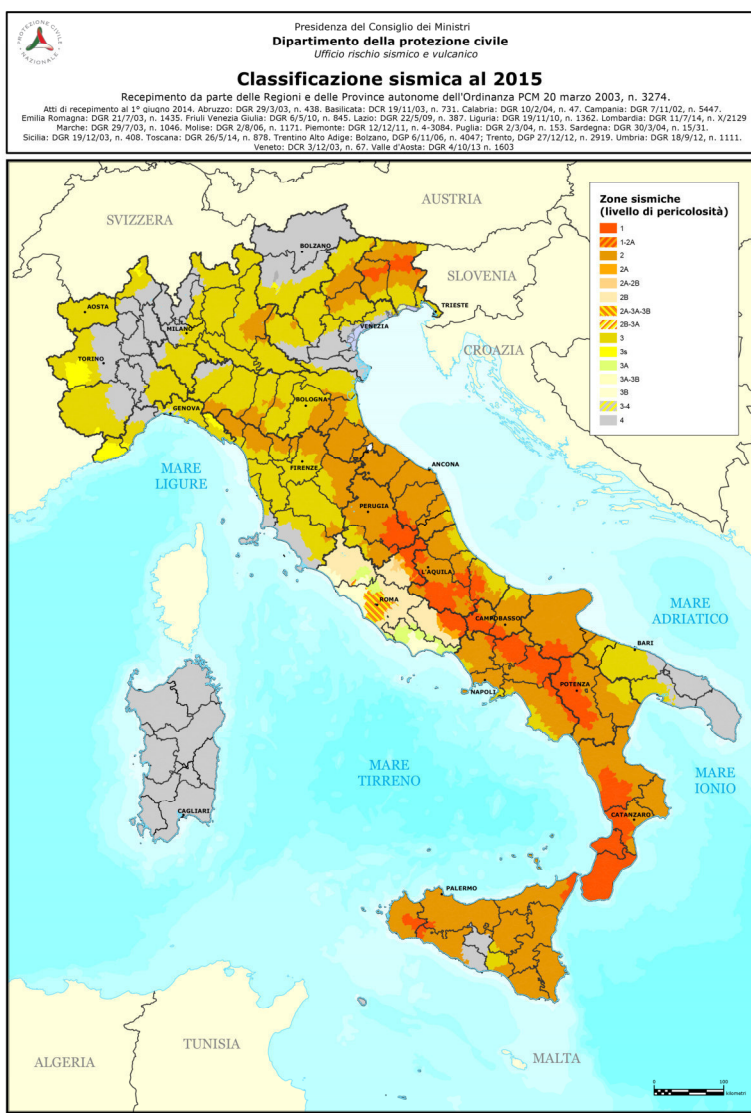 PROTEZIONE CIVILE
NAZIONALE
Presidenza del Consiglio dei Ministri
Dipartimento della protezione civile
Ufficio rischio sismico e vulcanico
Classificazione sismica al 2015
Recepimento da parte delle Regioni e delle Province autonome dell'Ordinanza PCM 20 marzo 2003, n. 3274.
Atti di recepimento al 1° giugno 2014. Abruzzo: DGR 29/3/03, n. 438. Basilicata: DCR 19/11/03, n. 731. Calabria: DGR 10/2/04, n. 47. Campania: DGR 7/11/02, n. 5447.
Emilia Romagna: DGR 21/7/03, n. 1435. Friuli Venezia Giulia: DGR 6/5/10, n. 845. Lazio: DGR 22/5/09, n. 387. Liguria: DGR 19/11/10, n. 1362. Lombardia: DGR 11/7/14, n. X/2129
Marche: DGR 29/7/03, n. 1046. Molise: DGR 2/8/06, n. 1171. Piemonte: DGR 12/12/11, n. 4-3084. Puglia: DGR 2/3/04, n. 153. Sardegna: DGR 30/3/04, n. 15/31.
Sicilia: DGR 19/12/03, n. 408. Toscana: DGR 26/5/14, n. 878. Trentino Alto Adige: Bolzano, DGP 6/11/06, n. 4047; Trento, DGP 27/12/12, n. 2919. Umbria: DGR 18/9/12, n. 1111.
Veneto: DCR 3/12/03, n. 67. Valle d'Aosta: DGR 4/10/13 n. 1603
Zone sismiche
(livello di pericolosità)
1
1-2A
2
2A
2A-2B
2B
2A-3A-3B
2B-3A
3
3s
3A
3A-3B
3B
3-4
4
AUSTRIA
SVIZZERA
BOLZANO
SLOVENIA
AOSTA
TRIESTE
MILANO
VENEZIA
CROAZIA
TORINO
BOLOGNA
GENOVA
FIRENZE
ANCONA
MARE
LIGURE
PERUGIA
L'AQUILA
ROMA
CAMPOBASSO
MARE
ADRIATICO
BARI
NAPOLI
POTENZA
MARE
TIRRENO
MARE
IONIO
CAGLIARI
CATANZARO
PALERMO
TUNISIA
ALGERIA
MALTA
0
100
kilometri